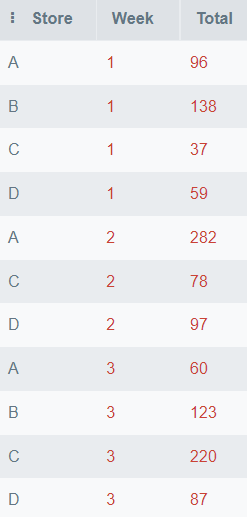 Store Week Total
A 1 96
B 1 138
C 1 37
D 1 59
A 2 282
C 2 78
D 2 97
A 3 60
B 3 123
C 3 220
D 3 87